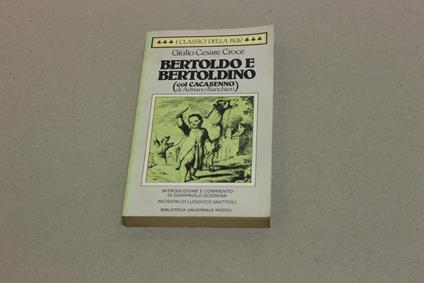 I CLASSICI DELLA BUR
Giulio Cesare Croce
BERTOLDO E
BERTOLDINO
(col CACASENNO)
di Adriano Banchieri
INTRODUZIONE E COMMENTO
DI GIAMPAOLO DOSSENA
INCISIONI DI LUDOVICO MATTIOLI
BIBLIOTECA UNIVERSALE RIZZOLI